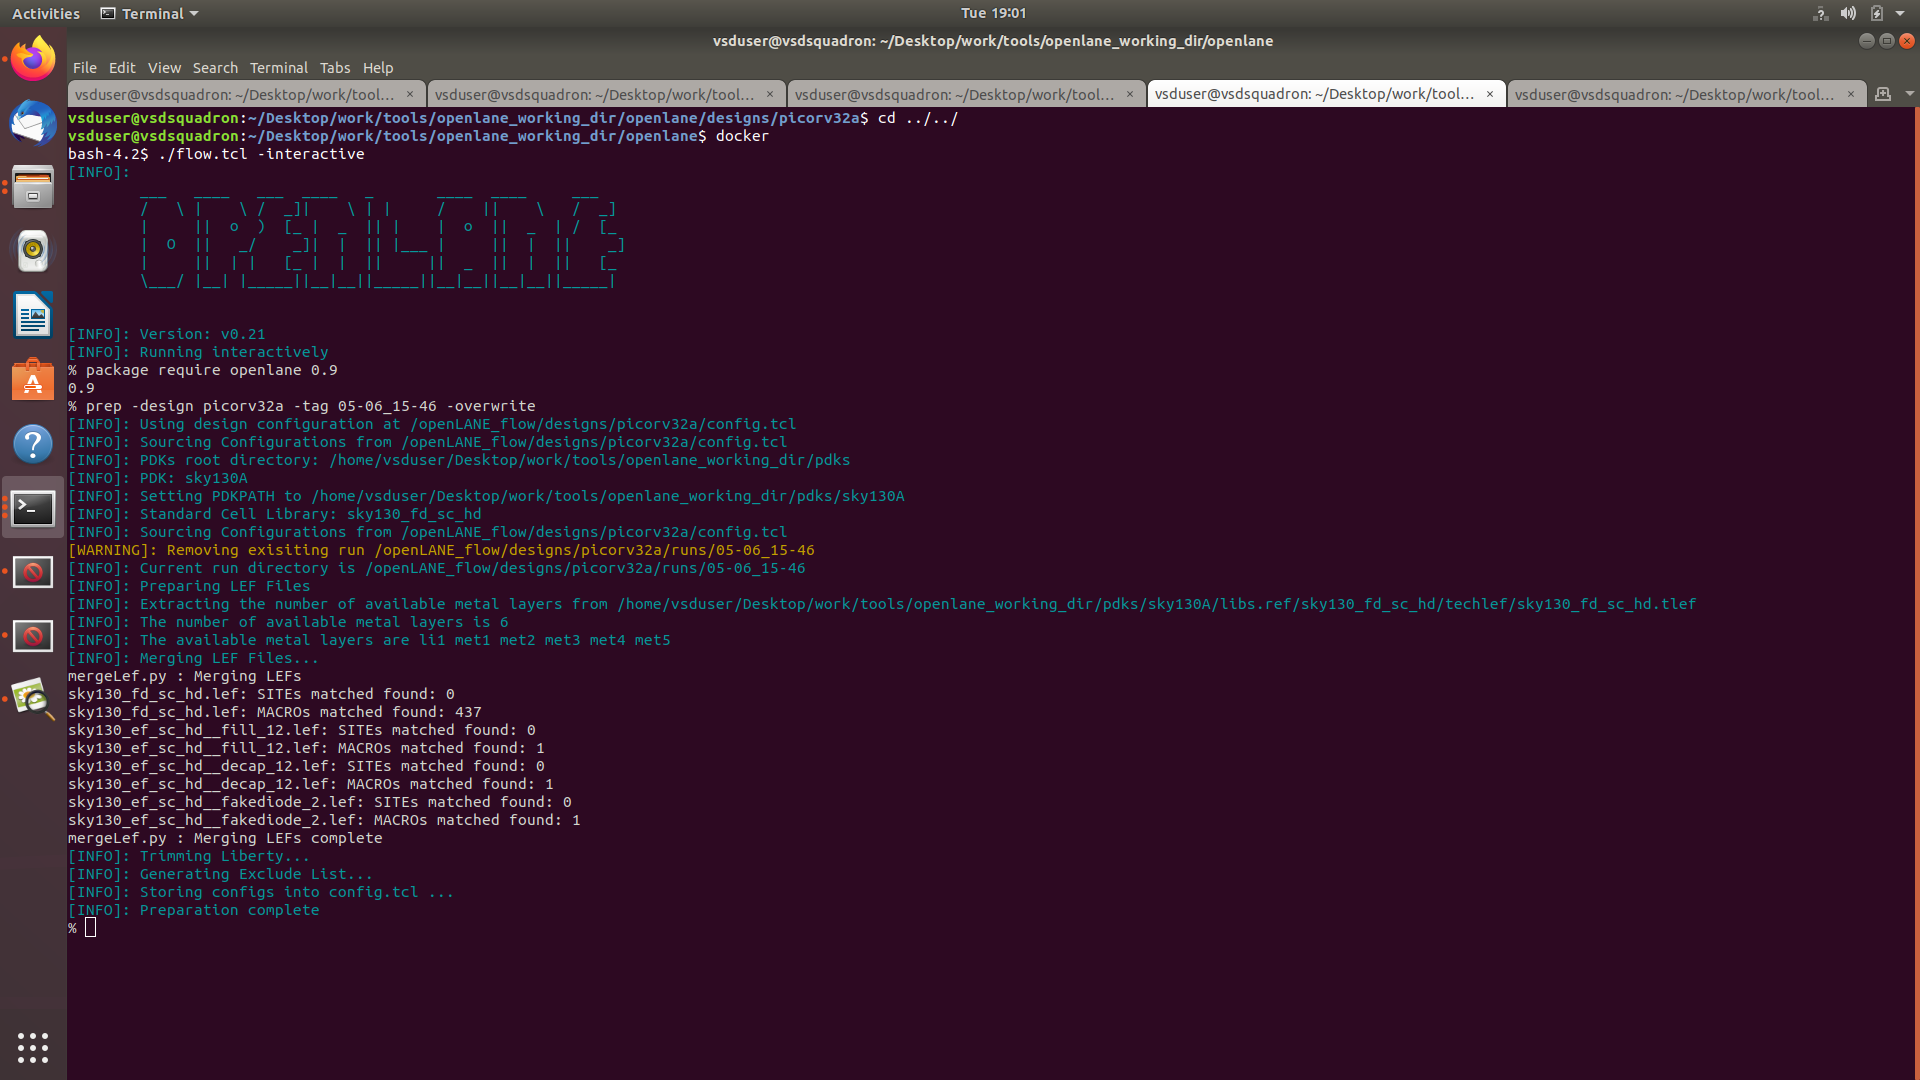 Activities Terminal Tue 19:01
vsduser@vsdsquadron: ~/Desktop/work/tools/openlane_working_dir/openlane
File Edit View Search Terminal Tabs Help
vsduser@vsdsquadron: ~/Desktop/work/tool... × vsduser@vsdsquadron: ~/Desktop/work/tool... × vsduser@vsdsquadron: ~/Desktop/work/tool... × vsduser@vsdsquadron: ~/Desktop/work/tool... × vsduser@vsdsquadron: ~/Desktop/work/tool... ×
vsduser@vsdsquadron:~/Desktop/work/tools/openlane_working_dir/openlane/designs/picorv32a$ cd ../../
vsduser@vsdsquadron:~/Desktop/work/tools/openlane_working_dir/openlane$ docker
bash-4.2$ ./flow.tcl -interactive
[INFO]:
OPENLANE
[INFO]: Version: v0.21
[INFO]: Running interactively
% package require openlane 0.9
0.9
% prep -design picorv32a -tag 05-06_15-46 -overwrite
[INFO]: Using design configuration at /openLANE_flow/designs/picorv32a/config.tcl
[INFO]: Sourcing Configurations from /openLANE_flow/designs/picorv32a/config.tcl
[INFO]: PDKs root directory: /home/vsduser/Desktop/work/tools/openlane_working_dir/pdks
[INFO]: PDK: sky130A
[INFO]: Setting PDKPATH to /home/vsduser/Desktop/work/tools/openlane_working_dir/pdks/sky130A
[INFO]: Standard Cell Library: sky130_fd_sc_hd
[INFO]: Sourcing Configurations from /openLANE_flow/designs/picorv32a/config.tcl
[WARNING]: Removing exisiting run /openLANE_flow/designs/picorv32a/runs/05-06_15-46
[INFO]: Current run directory is /openLANE_flow/designs/picorv32a/runs/05-06_15-46
[INFO]: Preparing LEF Files
[INFO]: Extracting the number of available metal layers from /home/vsduser/Desktop/work/tools/openlane_working_dir/pdks/sky130A/libs.ref/sky130_fd_sc_hd/techlef/sky130_fd_sc_hd.tlef
[INFO]: The number of available metal layers is 6
[INFO]: The available metal layers are li1 met1 met2 met3 met4 met5
[INFO]: Merging LEF Files...
mergeLef.py : Merging LEFs
sky130_fd_sc_hd.lef: SITEs matched found: 0
sky130_fd_sc_hd.lef: MACROs matched found: 437
sky130_ef_sc_hd__fill_12.lef: SITEs matched found: 0
sky130_ef_sc_hd__fill_12.lef: MACROs matched found: 1
sky130_ef_sc_hd__decap_12.lef: SITEs matched found: 0
sky130_ef_sc_hd__decap_12.lef: MACROs matched found: 1
sky130_ef_sc_hd__fakediode_2.lef: SITEs matched found: 0
sky130_ef_sc_hd__fakediode_2.lef: MACROs matched found: 1
mergeLef.py : Merging LEFs complete
[INFO]: Trimming Liberty...
[INFO]: Generating Exclude List...
[INFO]: Storing configs into config.tcl ...
[INFO]: Preparation complete
%